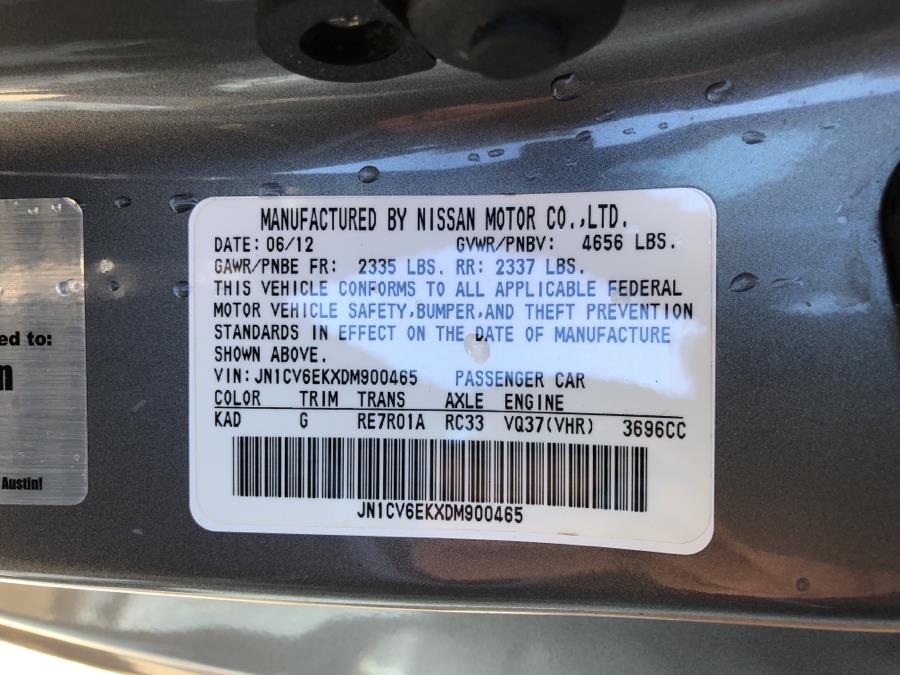 MANUFACTURED BY NISSAN MOTOR CO.,LTD.
DATE: 06/12 GVWR/PNBV: 4656 LBS.
GAWR/PNBE FR: 2335 LBS. RR: 2337 LBS.
THIS VEHICLE CONFORMS TO ALL APPLICABLE FEDERAL
MOTOR VEHICLE SAFETY,BUMPER,AND THEFT PREVENTION
STANDARDS IN EFFECT ON THE DATE OF MANUFACTURE
SHOWN ABOVE.
VIN: JN1CV6EKXDM900465 PASSENGER CAR
COLOR TRIM TRANS AXLE ENGINE
KAD G RE7R01A RC33 VQ37(VHR) 3696CC
JN1CV6EKXDM900465
ed to:
n
Austin!